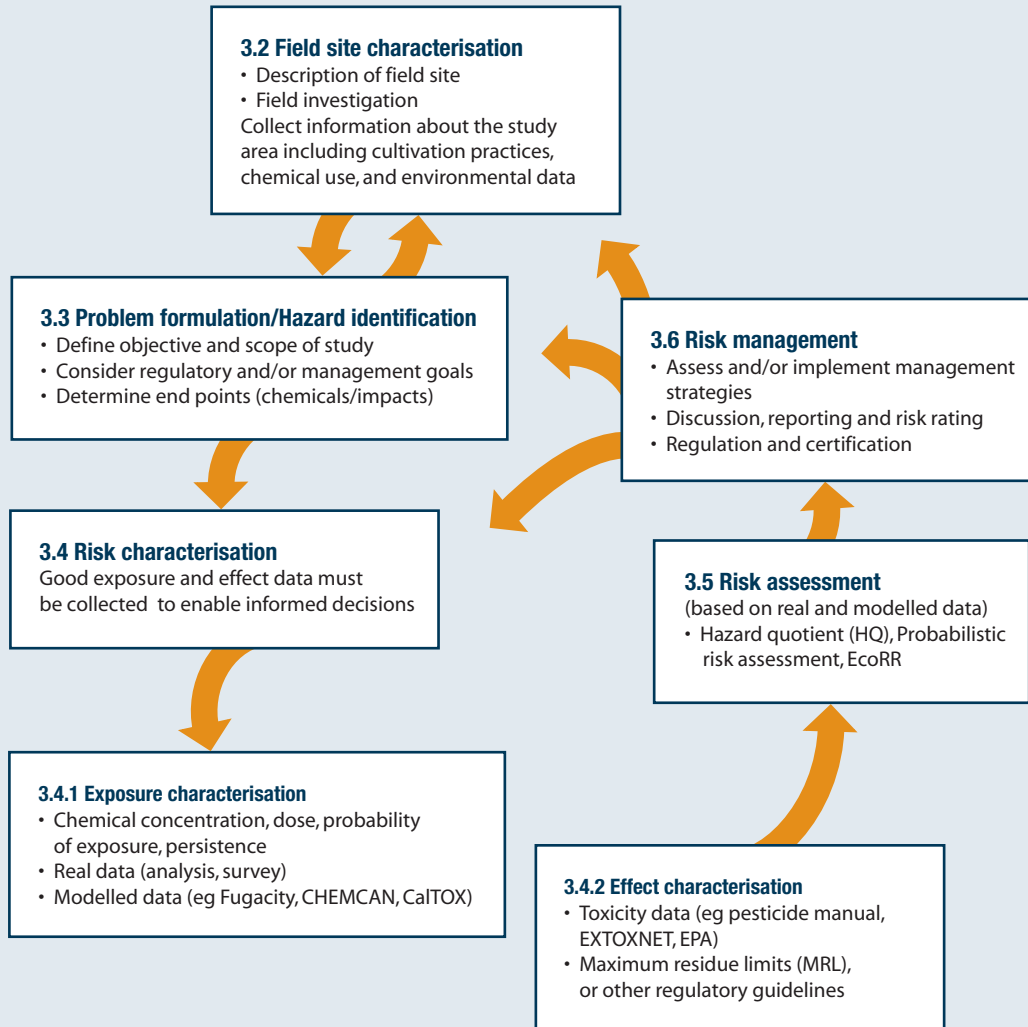 3.2 Field site characterisation
• Description of field site
• Field investigation
Collect information about the study
area including cultivation practices,
chemical use, and environmental data
3.3 Problem formulation/Hazard identification
• Define objective and scope of study
• Consider regulatory and/or management goals
• Determine end points (chemicals/impacts)
3.4 Risk characterisation
Good exposure and effect data must
be collected to enable informed decisions
3.4.1 Exposure characterisation
• Chemical concentration, dose, probability
of exposure, persistence
• Real data (analysis, survey)
• Modelled data (eg Fugacity, CHEMCAN, CalTOX)
3.4.2 Effect characterisation
• Toxicity data (eg pesticide manual,
EXTOXNET, EPA)
• Maximum residue limits (MRL),
or other regulatory guidelines
3.5 Risk assessment
(based on real and modelled data)
• Hazard quotient (HQ), Probabilistic
risk assessment, EcoRR
3.6 Risk management
• Assess and/or implement management
strategies
• Discussion, reporting and risk rating
• Regulation and certification